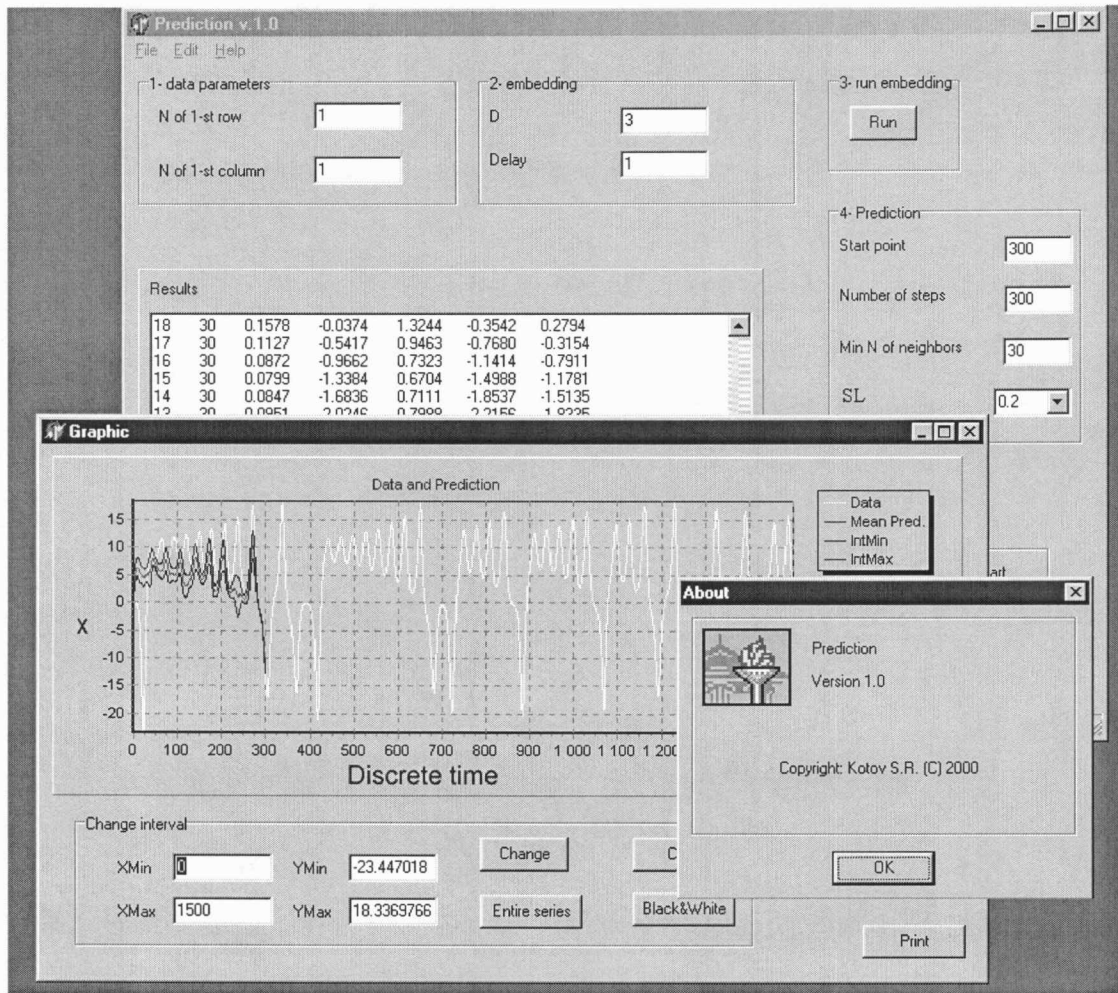 Prediction v.1.0
File Edit Help
1- data parameters
N of 1-st row 1
N of 1-st column 1
2- embedding
D 3
Delay 1
3- run embedding
Run
4- Prediction
Start point 300
Number of steps 300
Min N of neighbors 30
SL 0.2
Results
18 30 0.1578 -0.0374 1.3244 -0.3542 0.2794
17 30 0.1127 -0.5417 0.9463 -0.7680 -0.3154
16 30 0.0872 -0.9662 0.7323 -1.1414 -0.7911
15 30 0.0799 -1.3384 0.6704 -1.4988 -1.1781
14 30 0.0847 -1.6836 0.7111 -1.8537 -1.5135
Graphic
Data and Prediction
Data
Mean Pred.
IntMin
IntMax
X
15
10
5
0
-5
-10
-15
-20
0 100 200 300 400 500 600 700 800 900 1 000 1 100 1 200
Discrete time
Change interval
XMin 0 YMin -23.447018
XMax 1500 YMax 18.3369766
Change
Entire series
Black&White
Print
About
Prediction
Version 1.0
Copyright: Kotov S.R. (C) 2000
OK